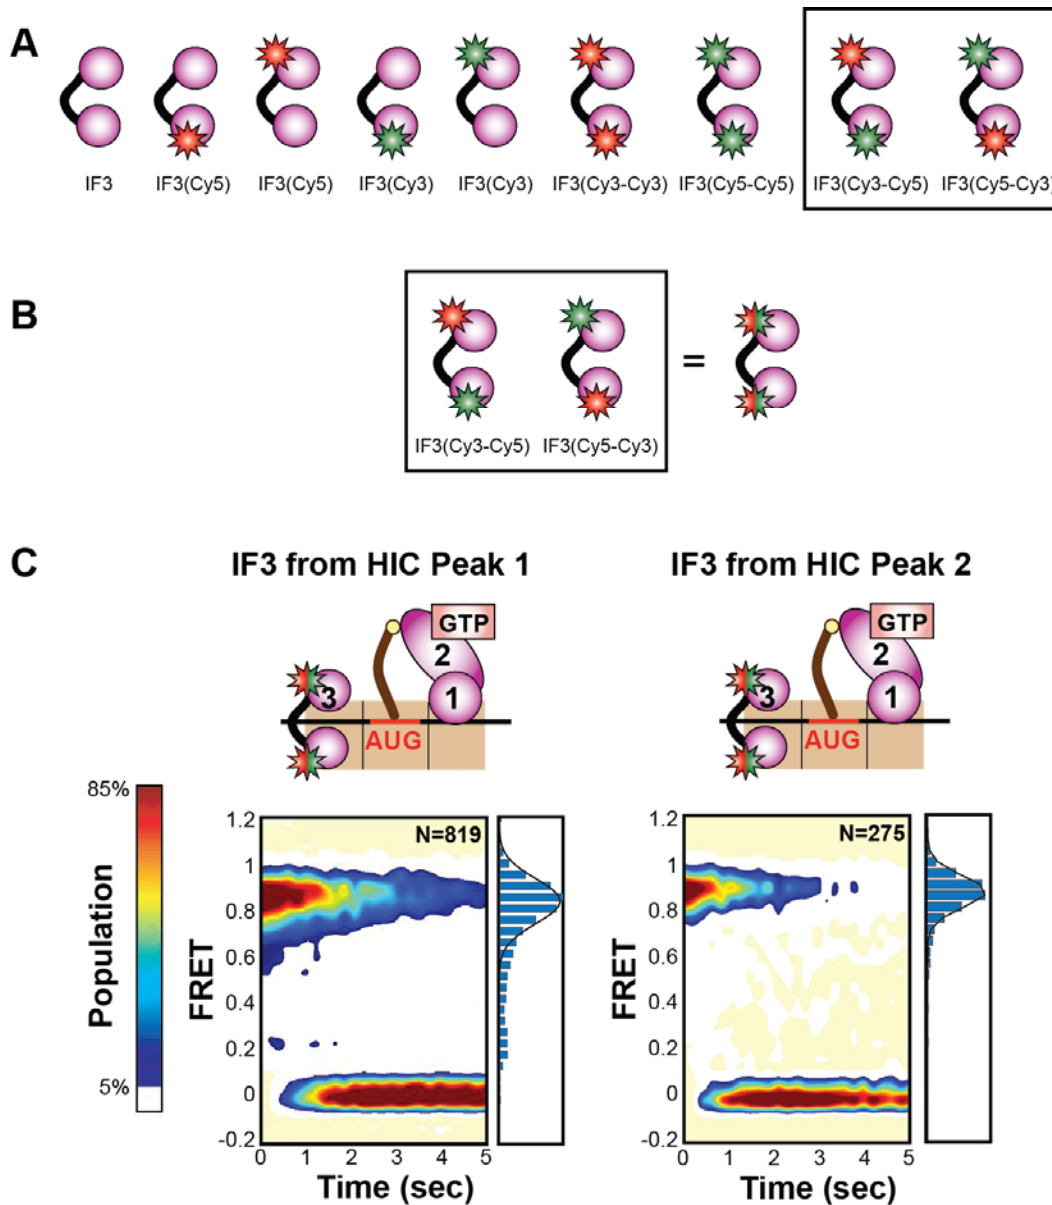 A
IF3
IF3(Cy5)
IF3(Cy5)
IF3(Cy3)
IF3(Cy3)
IF3(Cy3-Cy3)
IF3(Cy5-Cy5)
IF3(Cy3-Cy5)
IF3(Cy5-Cy3)
B
IF3(Cy3-Cy5)
IF3(Cy5-Cy3)
=
C
IF3 from HIC Peak 1
IF3 from HIC Peak 2
GTP
2
3
1
AUG
GTP
2
3
1
AUG
85%
Population
5%
FRET
1.2
1
0.8
0.6
0.4
0.2
0
-0.2
N=819
0 1 2 3 4 5
Time (sec)
FRET
1.2
1
0.8
0.6
0.4
0.2
0
-0.2
N=275
0 1 2 3 4 5
Time (sec)